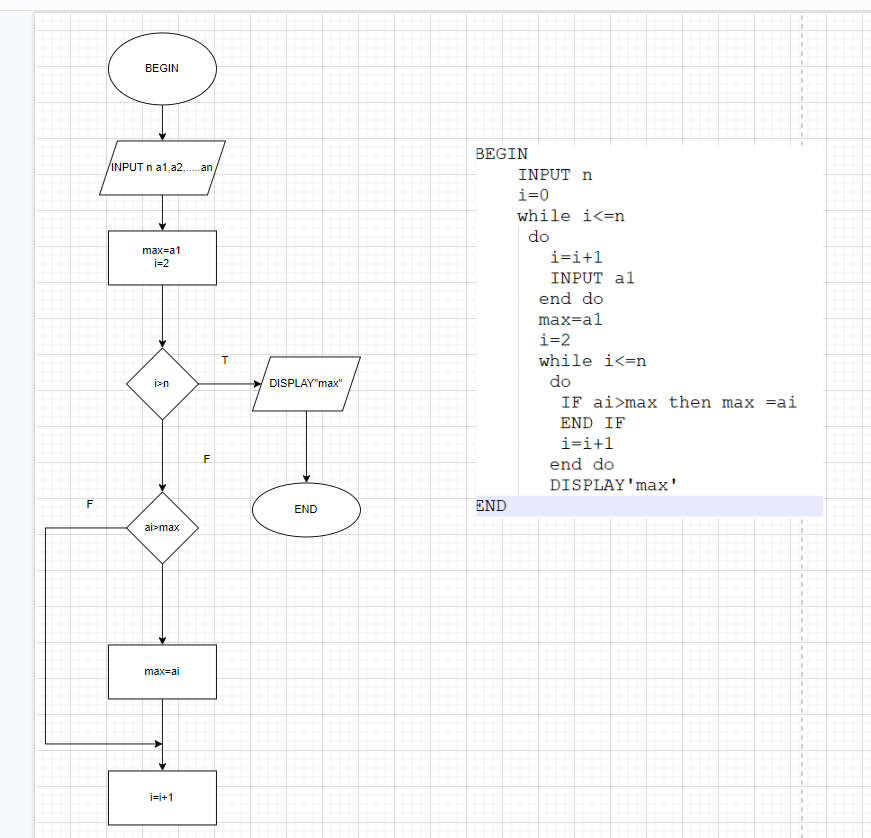 BEGIN
INPUT n a1,a2,.....an
max=a1
i=2
i>n
T
DISPLAY"max"
END
F
ai>max
F
max=ai
i=i+1
BEGIN
INPUT n
i=0
while i<=n
do
i=i+1
INPUT a1
end do
max=a1
i=2
while i<=n
do
IF ai>max then max =ai
END IF
i=i+1
end do
DISPLAY'max'
END